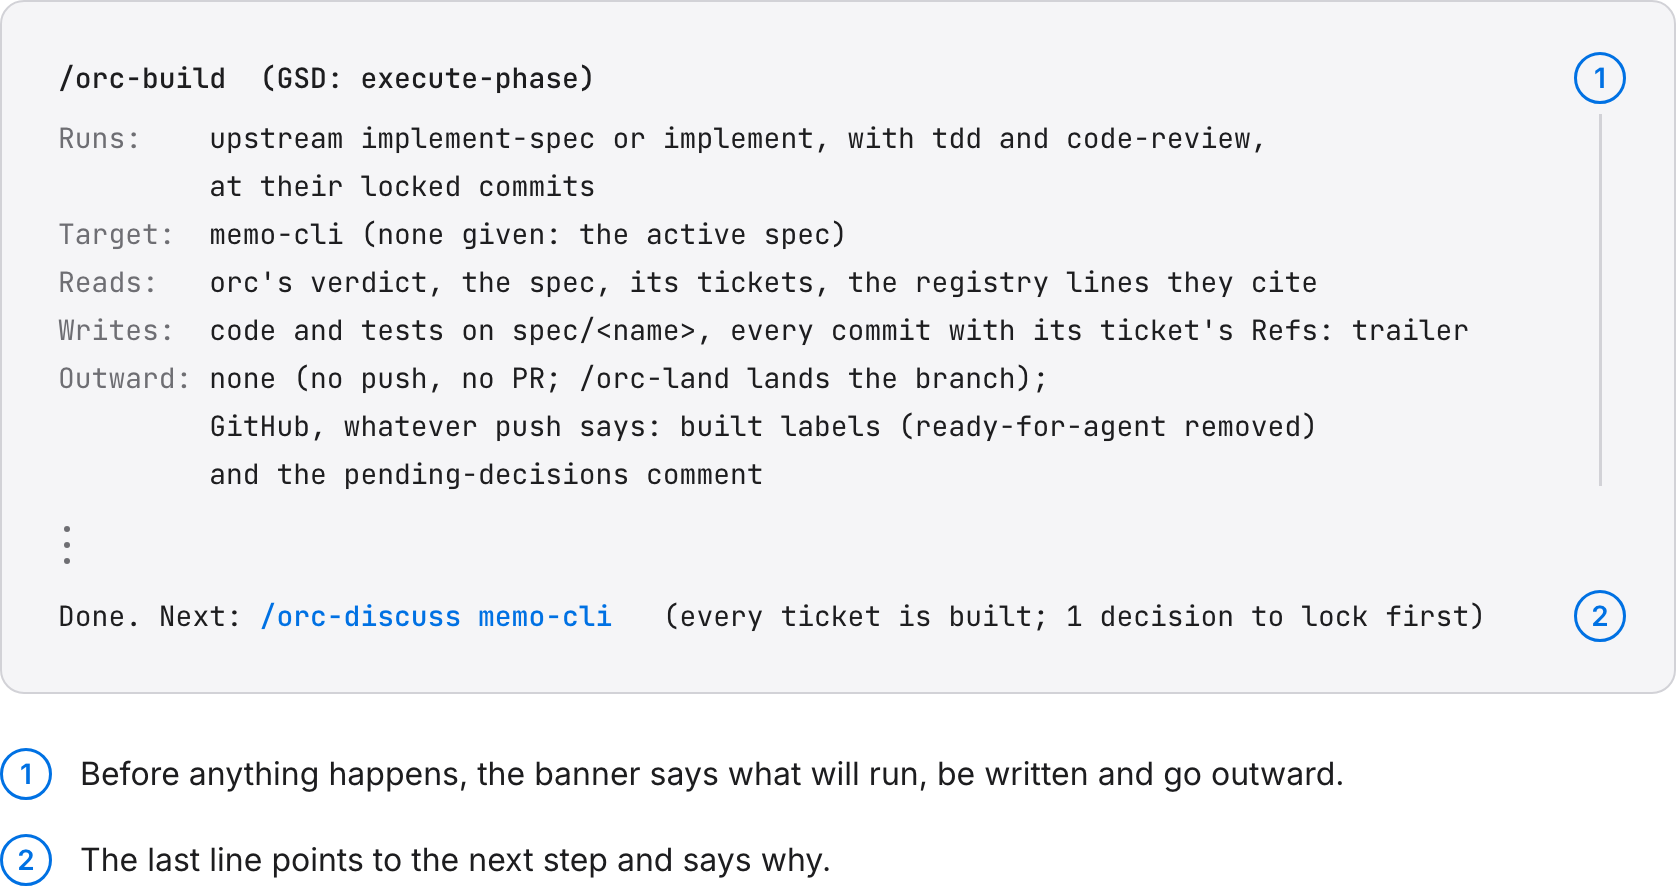 /orc-build  (GSD: execute-phase)
1
Runs:    upstream implement-spec or implement, with tdd and code-review,
         at their locked commits
Target:  memo-cli (none given: the active spec)
Reads:   orc's verdict, the spec, its tickets, the registry lines they cite
Writes:  code and tests on spec/<name>, every commit with its ticket's Refs: trailer
Outward: none (no push, no PR; /orc-land lands the branch);
         GitHub, whatever push says: built labels (ready-for-agent removed)
         and the pending-decisions comment
Done. Next: /orc-discuss memo-cli   (every ticket is built; 1 decision to lock first)
2
1 Before anything happens, the banner says what will run, be written and go outward.
2 The last line points to the next step and says why.